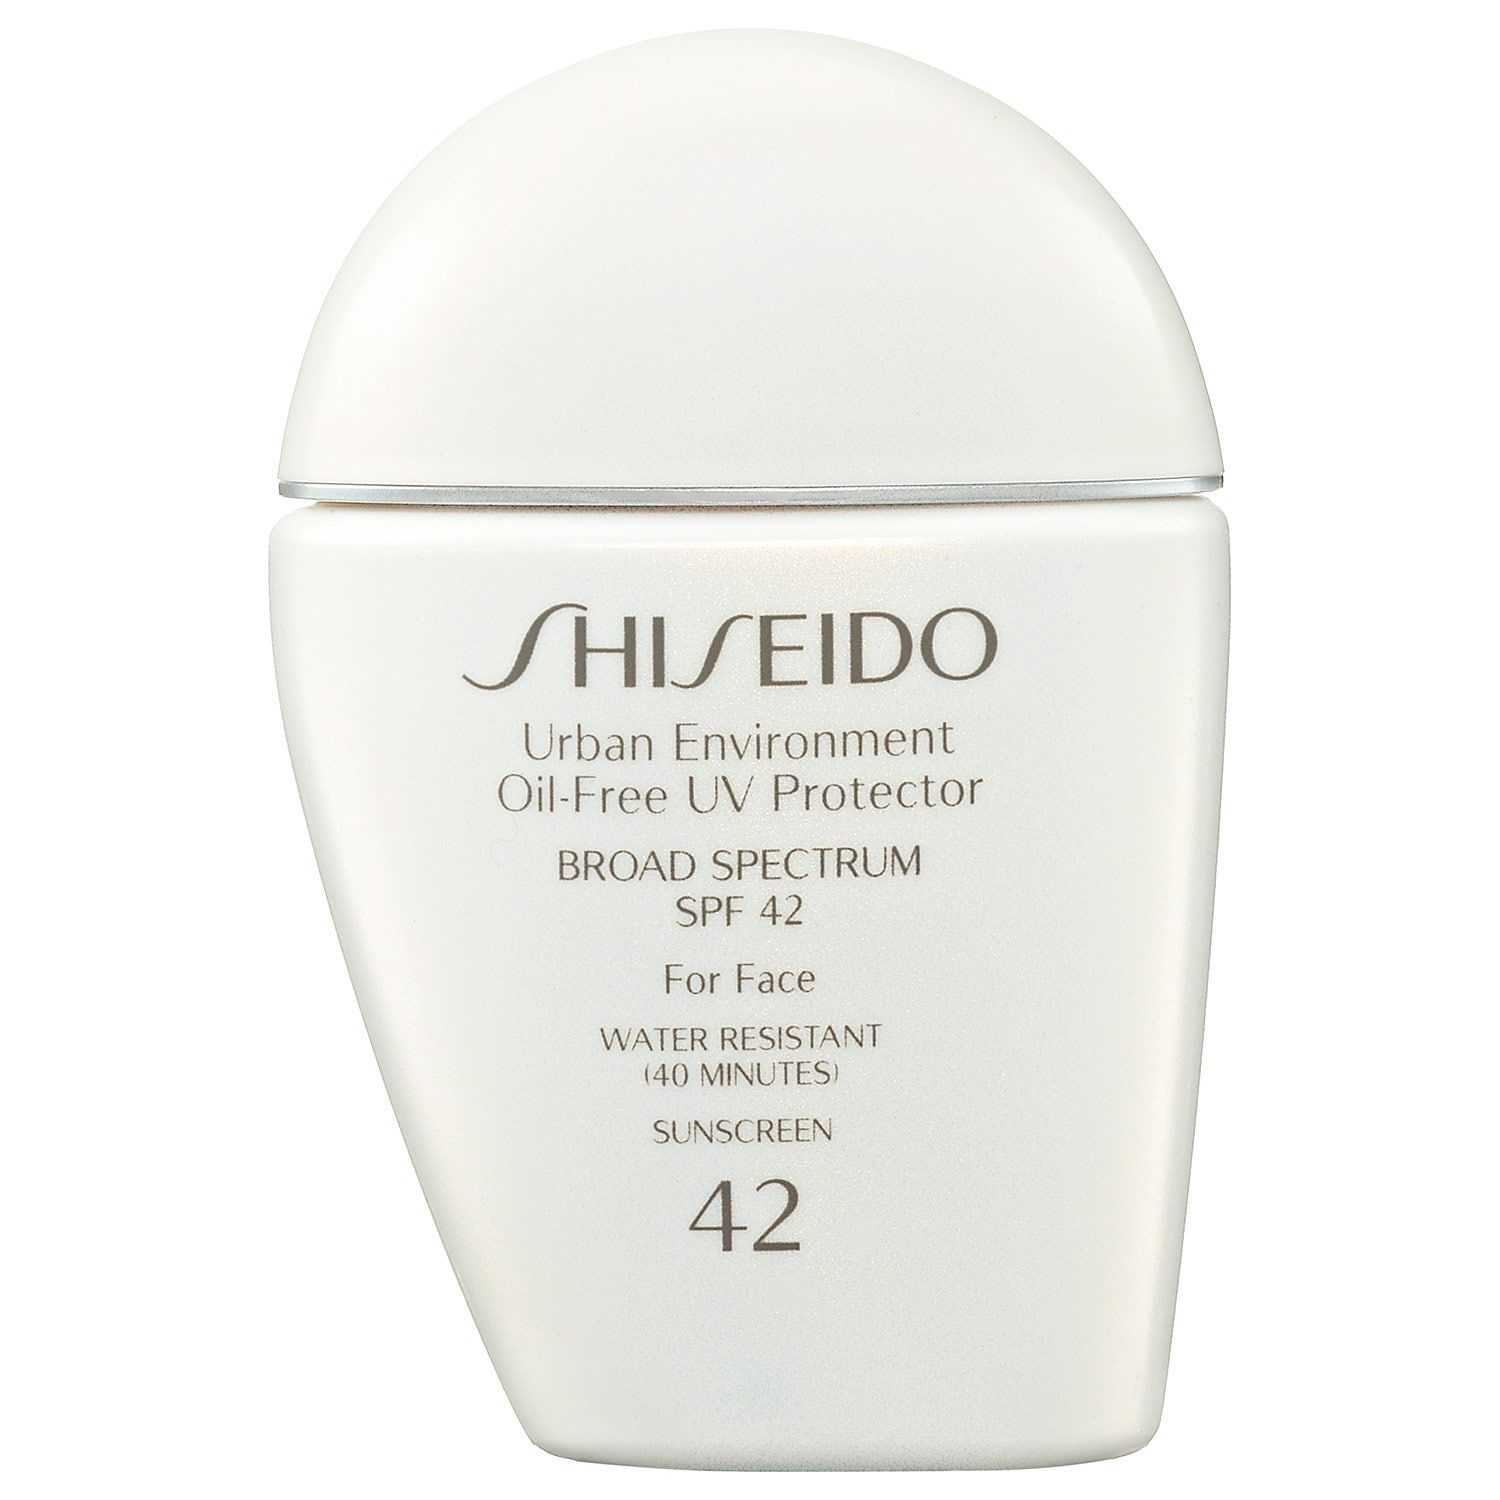 SHISEIDO
Urban Environment
Oil-Free UV Protector
BROAD SPECTRUM
SPF 42
For Face
WATER RESISTANT
(40 MINUTES)
SUNSCREEN
42